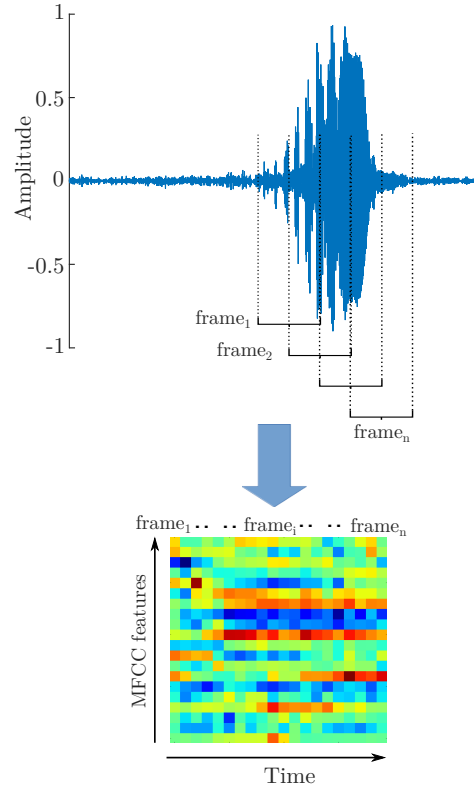 1
0.5
Amplitude
0
-0.5
frame₁
-1
frame₂
frameₙ
frame₁ .. .. frameᵢ .. .. frameₙ
MFCC features
Time